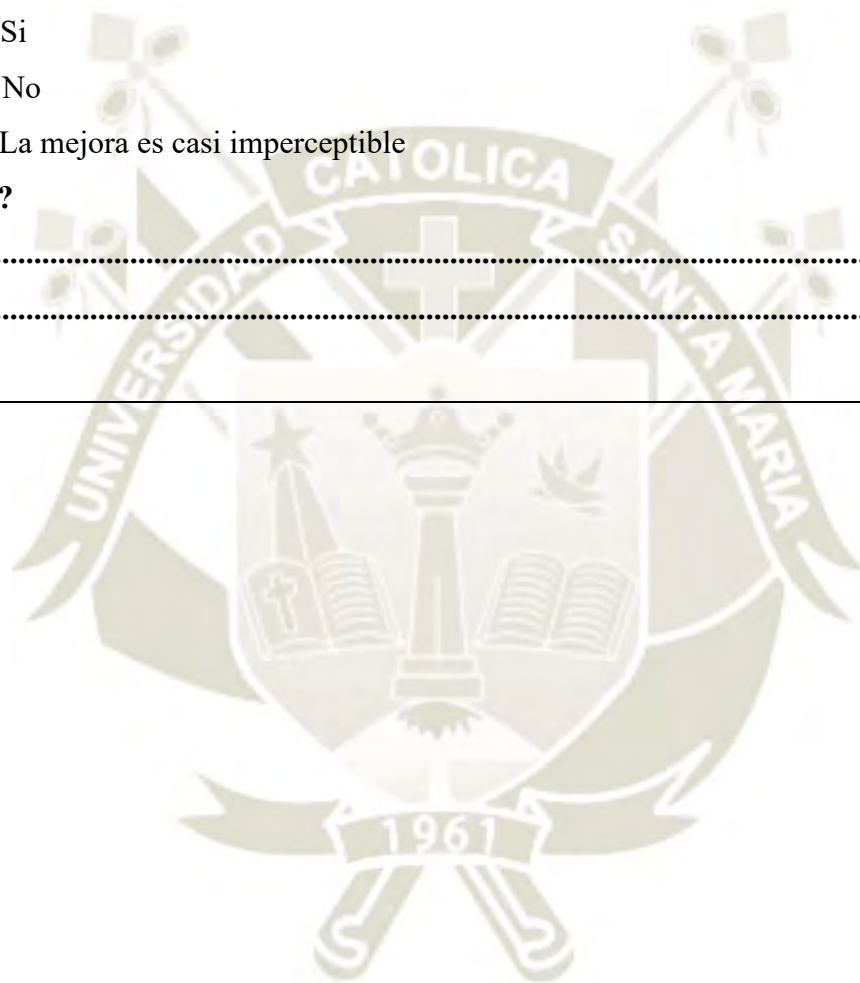 Si
No
La mejora es casi imperceptible
?
........................................................................
........................................................................
UNIVERSIDAD CATOLICA SANTA MARIA
1961